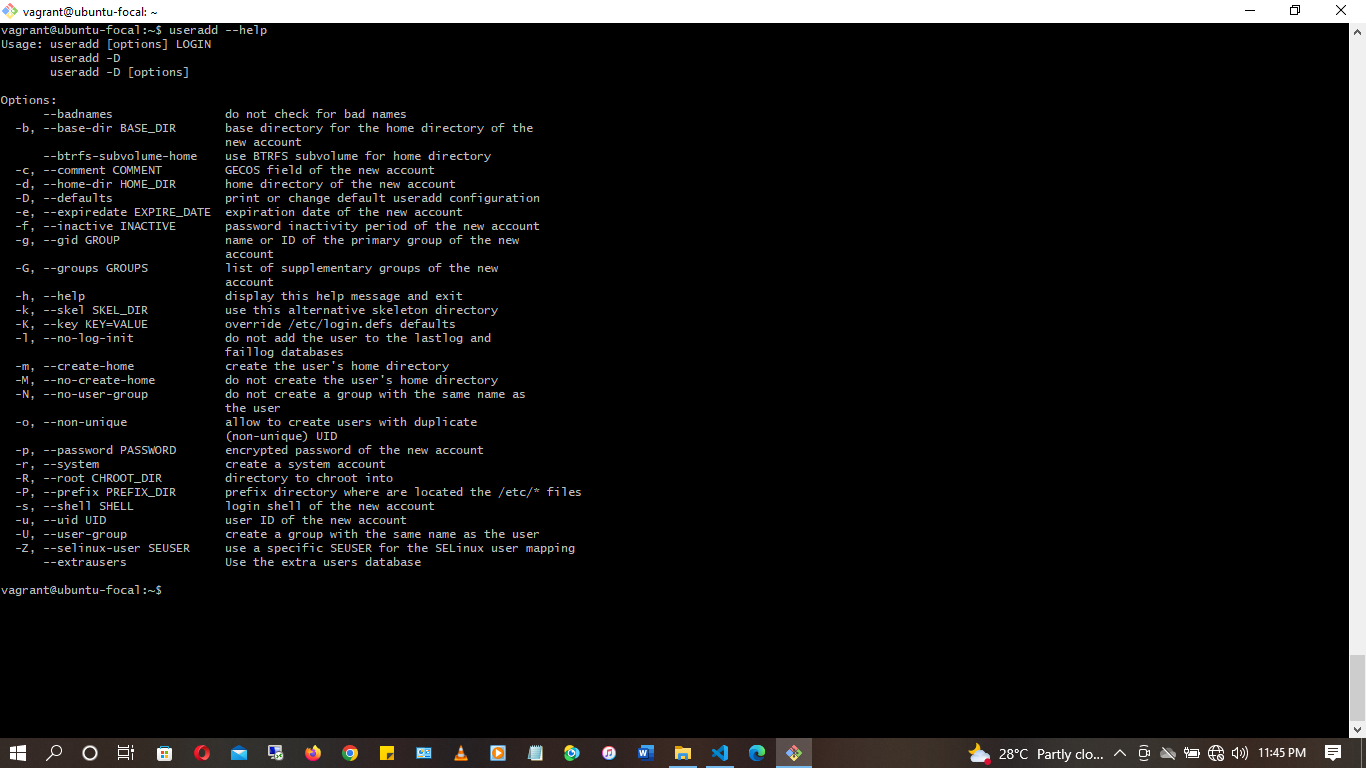 vagrant@ubuntu-focal: ~
vagrant@ubuntu-focal:~$ useradd --help
Usage: useradd [options] LOGIN
       useradd -D
       useradd -D [options]

Options:
      --badnames                do not check for bad names
  -b, --base-dir BASE_DIR       base directory for the home directory of the
                                new account
      --btrfs-subvolume-home    use BTRFS subvolume for home directory
  -c, --comment COMMENT         GECOS field of the new account
  -d, --home-dir HOME_DIR       home directory of the new account
  -D, --defaults                print or change default useradd configuration
  -e, --expiredate EXPIRE_DATE  expiration date of the new account
  -f, --inactive INACTIVE       password inactivity period of the new account
  -g, --gid GROUP               name or ID of the primary group of the new
                                account
  -G, --groups GROUPS           list of supplementary groups of the new
                                account
  -h, --help                    display this help message and exit
  -k, --skel SKEL_DIR           use this alternative skeleton directory
  -K, --key KEY=VALUE           override /etc/login.defs defaults
  -l, --no-log-init             do not add the user to the lastlog and
                                faillog databases
  -m, --create-home             create the user's home directory
  -M, --no-create-home          do not create the user's home directory
  -N, --no-user-group           do not create a group with the same name as
                                the user
  -o, --non-unique              allow to create users with duplicate
                                (non-unique) UID
  -p, --password PASSWORD       encrypted password of the new account
  -r, --system                  create a system account
  -R, --root CHROOT_DIR         directory to chroot into
  -P, --prefix PREFIX_DIR       prefix directory where are located the /etc/* files
  -s, --shell SHELL             login shell of the new account
  -u, --uid UID                 user ID of the new account
  -U, --user-group              create a group with the same name as the user
  -Z, --selinux-user SEUSER     use a specific SEUSER for the SELinux user mapping
      --extrausers              Use the extra users database

vagrant@ubuntu-focal:~$
28°C Partly clo... 11:45 PM